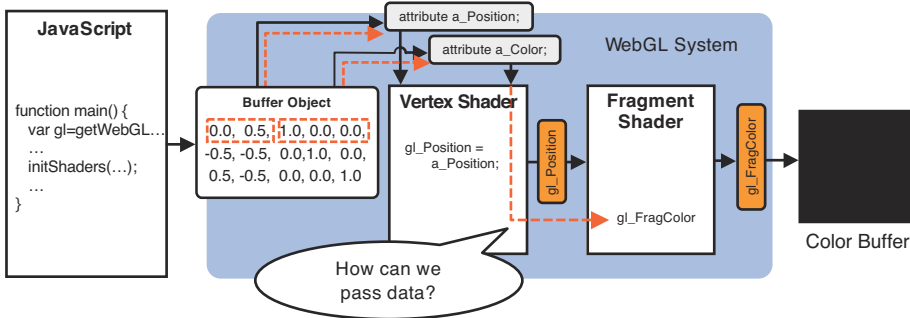 JavaScript
function main() {
var gl=getWebGL…
…
initShaders(…);
…
}
attribute a_Position;
attribute a_Color;
WebGL System
Buffer Object
0.0, 0.5, 1.0, 0.0, 0.0,
-0.5, -0.5, 0.0,1.0, 0.0,
0.5, -0.5, 0.0, 0.0, 1.0
Vertex Shader
gl_Position =
a_Position;
gl_Position
Fragment
Shader
gl_FragColor
gl_FragColor
Color Buffer
How can we
pass data?